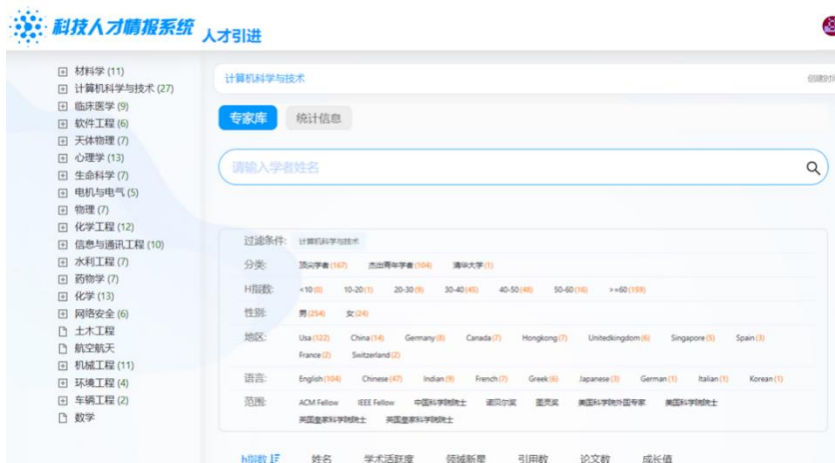 科技人才情报系统 人才引进
材料学 (11)
计算机科学与技术 (27)
临床医学 (9)
软件工程 (6)
天体物理 (7)
心理学 (13)
生命科学 (7)
电机与电气 (5)
物理 (7)
化学工程 (12)
信息与通讯工程 (10)
水利工程 (7)
药物学 (7)
化学 (13)
网络安全 (6)
土木工程
航空航天
机械工程 (11)
环境工程 (4)
车辆工程 (2)
数学
计算机科学与技术 创建时间
专家库 统计信息
请输入学者姓名
过滤条件: 计算机科学与技术
分类: 顶尖学者 (167) 杰出青年学者 (104) 清华大学 (1)
H指数: <10 (0) 10-20 (1) 20-30 (9) 30-40 (45) 40-50 (48) 50-60 (16) >=60 (159)
性别: 男 (254) 女 (24)
地区: Usa (122) China (14) Germany (8) Canada (7) Hongkong (7) Unitedkingdom (6) Singapore (5) Spain (3)
France (2) Switzerland (2)
语言: English (104) Chinese (47) Indian (9) French (7) Greek (6) Japanese (3) German (1) Italian (1) Korean (1)
范围: ACM Fellow IEEE Fellow 中国科学院院士 诺贝尔奖 图灵奖 美国科学院外国专家 美国科学院院士
英国皇家科学院院士 英国皇家科学院院士
h指数 姓名 学术活跃度 领域新星 引用数 论文数 成长值